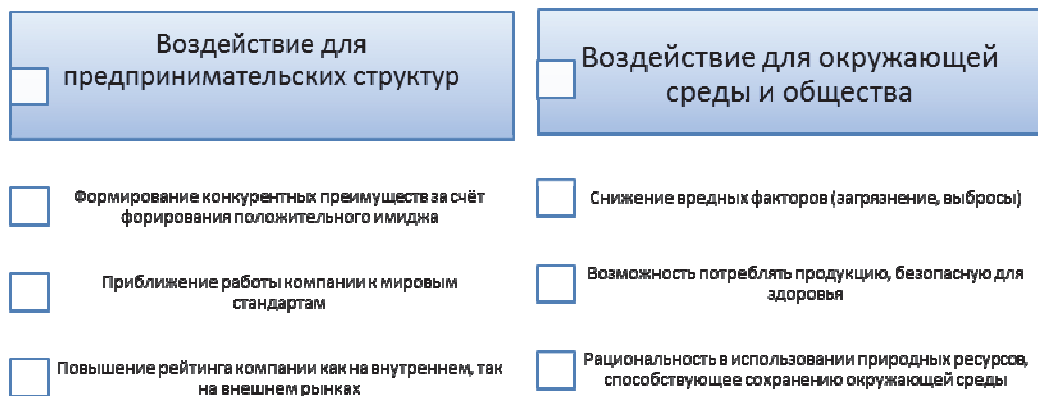 Воздействие для
предпринимательских структур
Формирование конкурентных преимуществ за счёт
форирования положительного имиджа
Приближение работы компании к мировым
стандартам
Повышение рейтинга компании как на внутреннем, так
на внешнем рынках
Воздействие для окружающей
среды и общества
Снижение вредных факторов (загрязнение, выбросы)
Возможность потреблять продукцию, безопасную для
здоровья
Рациональность в использовании природных ресурсов,
способствующее сохранению окружающей среды